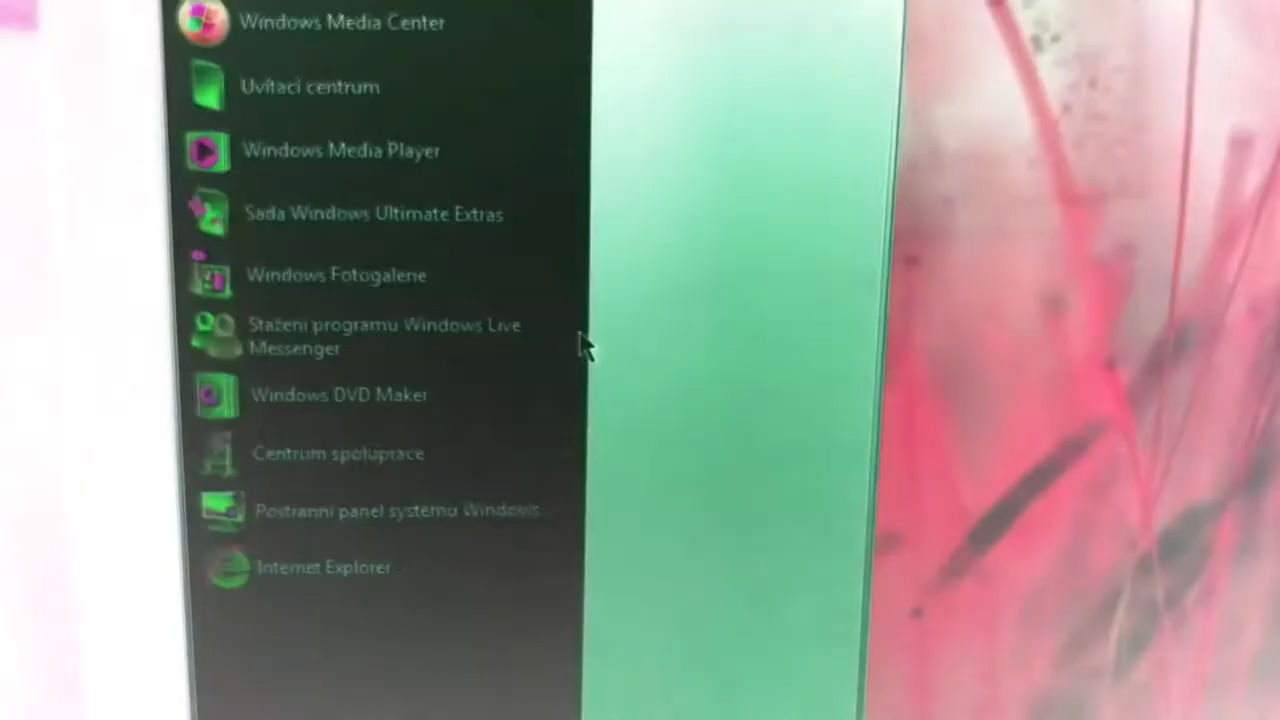 Windows Media Center
Uvítací centrum
Windows Media Player
Sada Windows Ultimate Extras
Windows Fotogalerie
Stažení programu Windows Live
Messenger
Windows DVD Maker
Centrum spolupráce
Postranní panel systému Windows
Internet Explorer